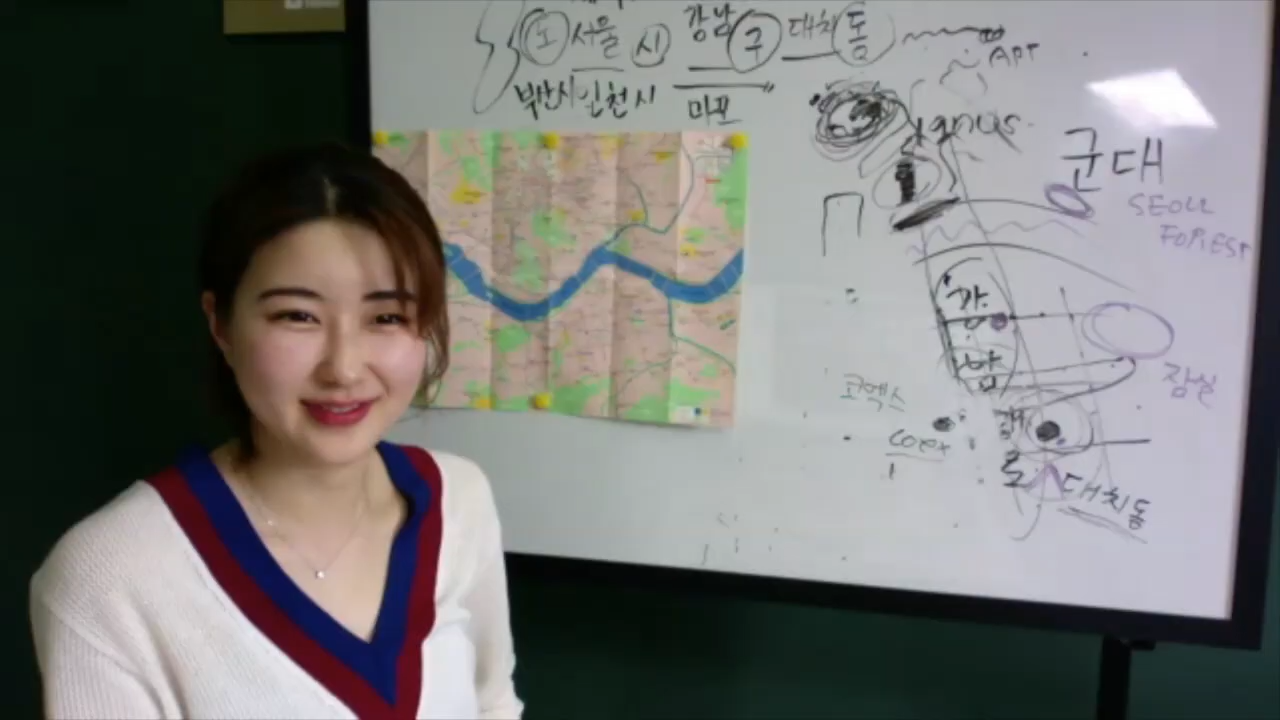 도 서울 시 강남 구 대치 동
APT
부산시 인천시 마포
군대
SEOUL
FOREST
강
남
잠실
코엑스
coex
대치동